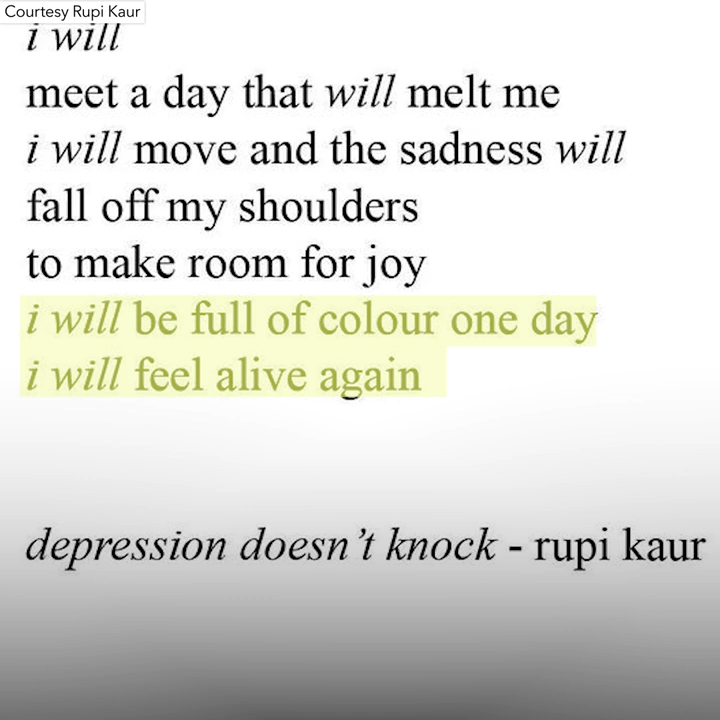 Courtesy Rupi Kaur
i will
meet a day that will melt me
i will move and the sadness will
fall off my shoulders
to make room for joy
i will be full of colour one day
i will feel alive again
depression doesn't knock - rupi kaur